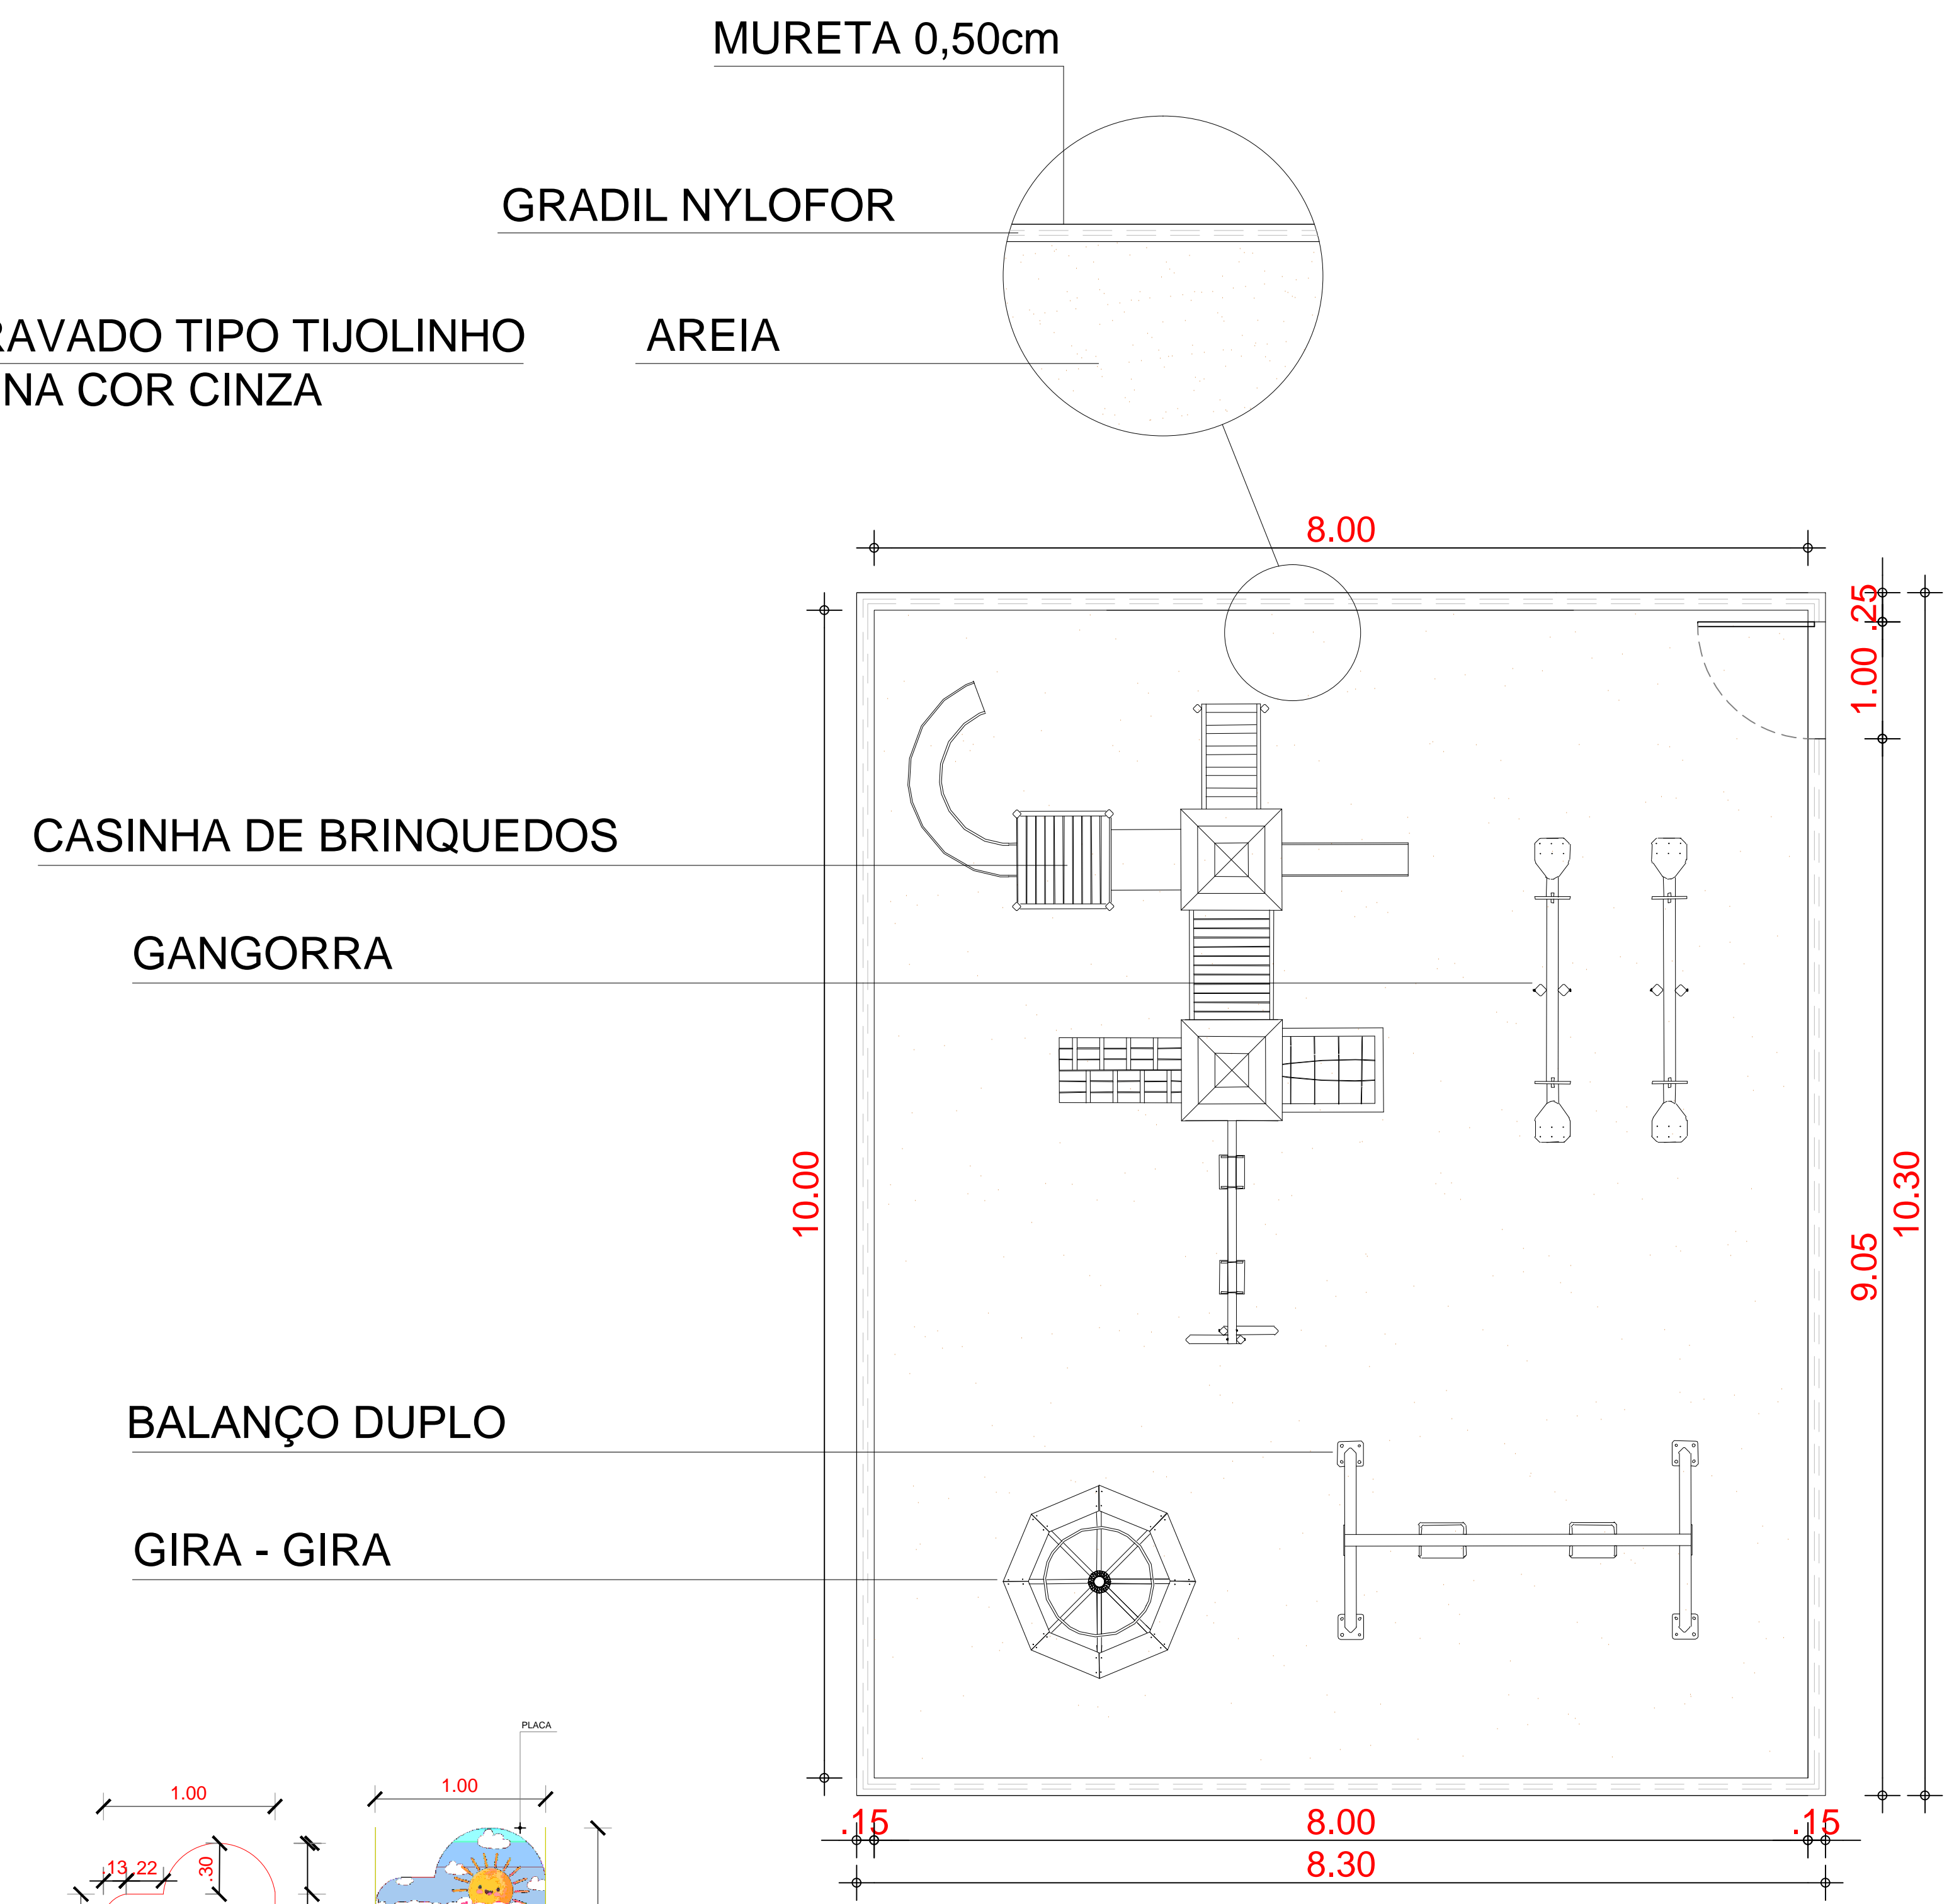 MURETA 0,50cm
GRADIL NYLOFOR
RAVADO TIPO TIJOLINHO
NA COR CINZA
AREIA
8.00
.25
1.00
CASINHA DE BRINQUEDOS
GANGORRA
10.00
10.30
9.05
BALANÇO DUPLO
GIRA - GIRA
PLACA
1.00
1.00
.13
.22
.30
.15
8.00
.15
8.30